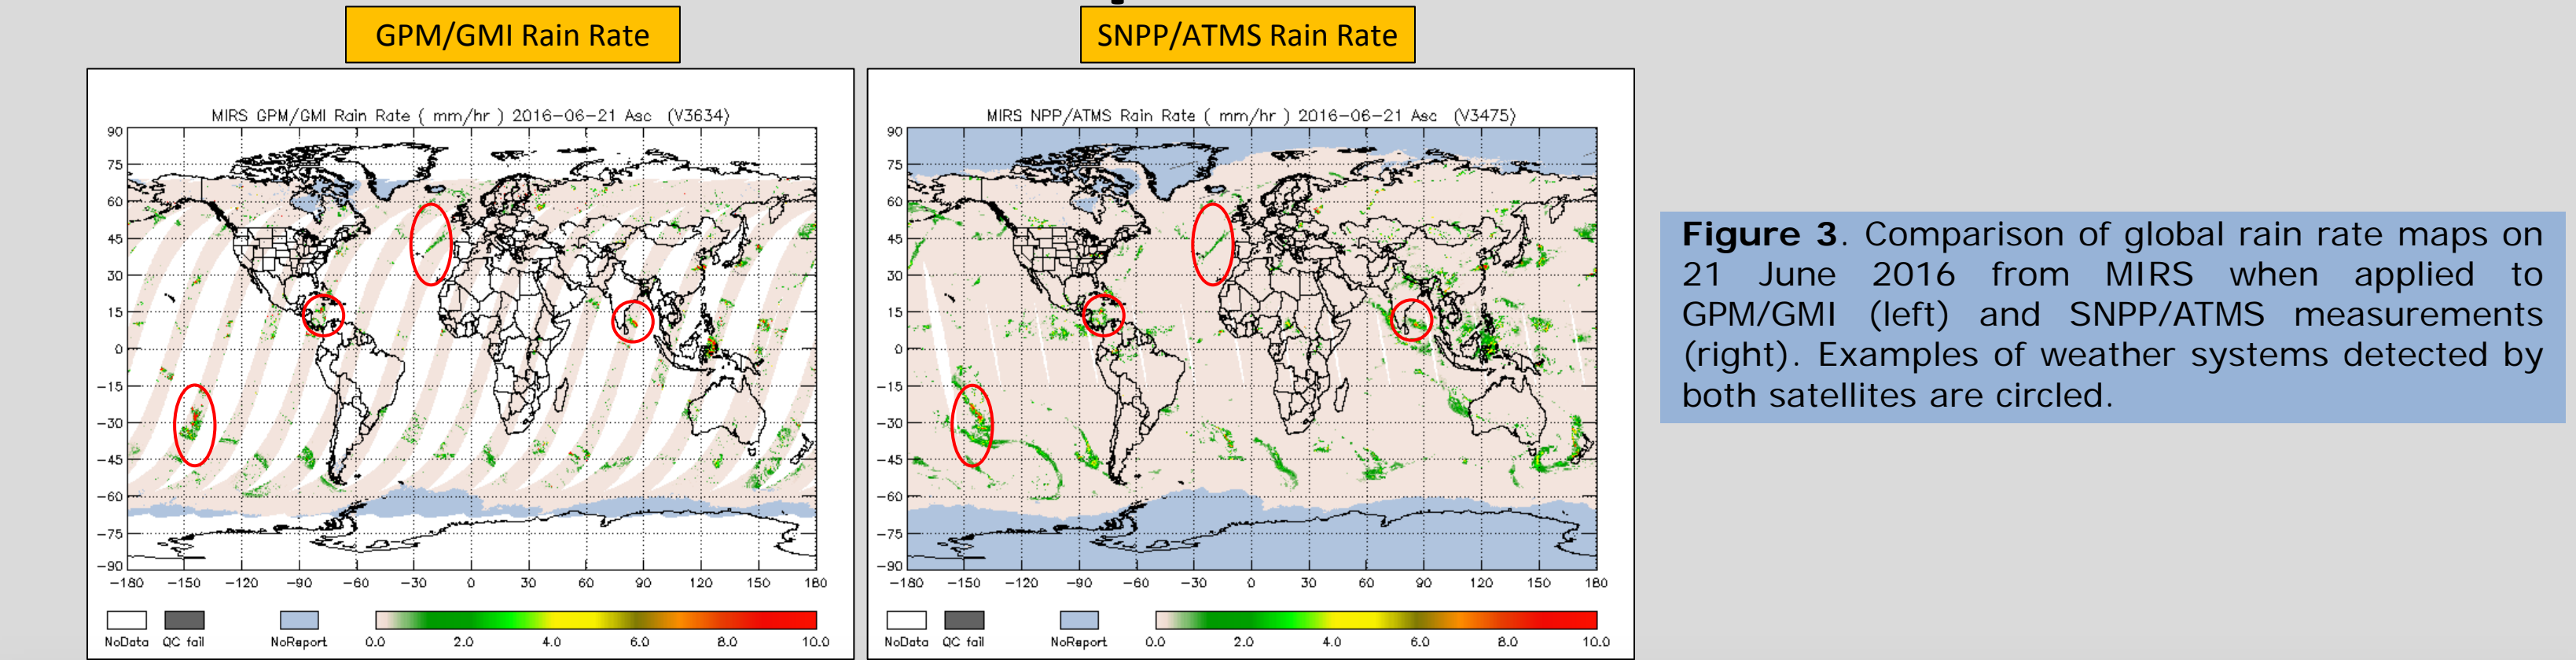 GPM/GMI Rain Rate
SNPP/ATMS Rain Rate
MIRS GPM/GMI Rain Rate ( mm/hr ) 2016-06-21 Asc (V3634)
90
75
60
45
30
15
0
-15
-30
-45
-60
-75
-90
-180 -150 -120 -90 -60 -30 0 30 60 90 120 150 180
NoData QC fail NoReport 0.0 2.0 4.0 6.0 8.0 10.0
MIRS NPP/ATMS Rain Rate ( mm/hr ) 2016-06-21 Asc (V3475)
90
75
60
45
30
15
0
-15
-30
-45
-60
-75
-90
-180 -150 -120 -90 -60 -30 0 30 60 90 120 150 180
NoData QC fail NoReport 0.0 2.0 4.0 6.0 8.0 10.0
Figure 3. Comparison of global rain rate maps on
21 June 2016 from MIRS when applied to
GPM/GMI (left) and SNPP/ATMS measurements
(right). Examples of weather systems detected by
both satellites are circled.